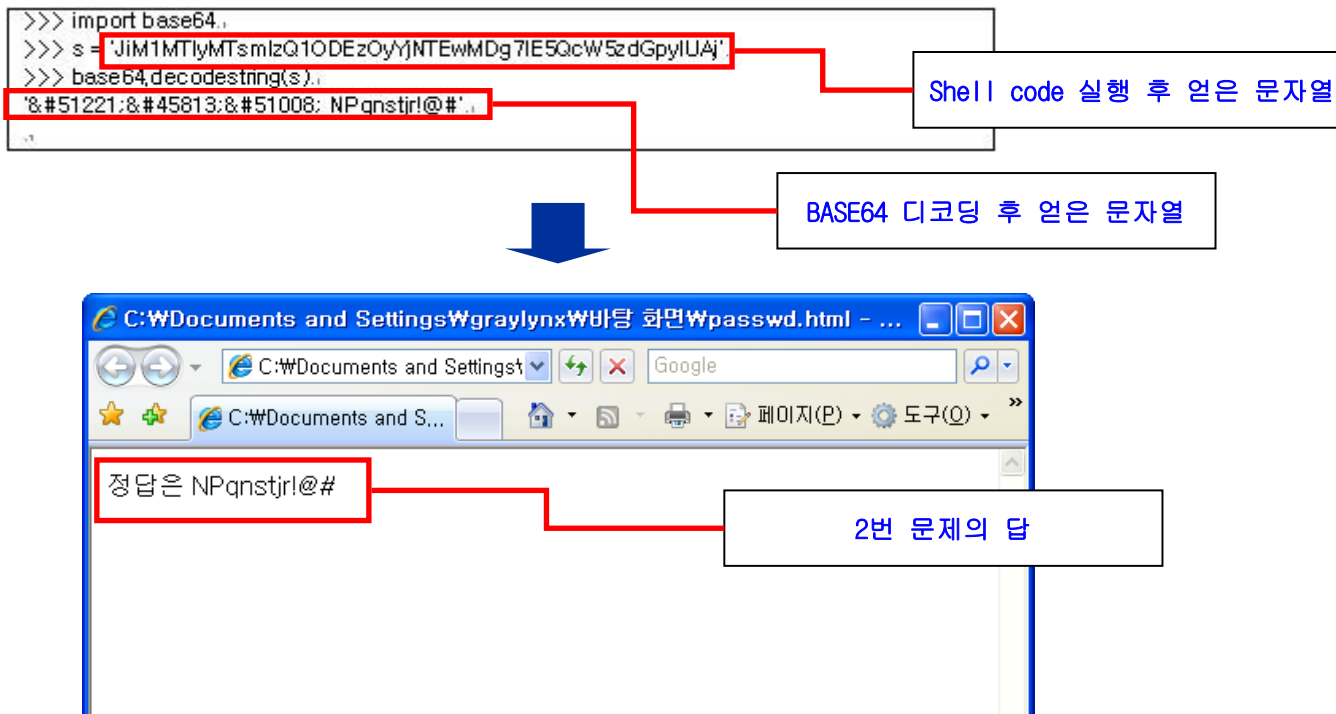 >>> import base64
>>> s = 'JiM1MTIyMTsmIzQ1ODEzOyYjNTEwMDg7IE5QcW5zdGpyIUAj'
>>> base64,decodestring(s)
'&#51221;&#45813;&#51008; NPqnstjr!@#'
Shell code 실행 후 얻은 문자열
BASE64 디코딩 후 얻은 문자열
C:₩Documents and Settings₩graylynx₩바탕 화면₩passwd.html - ...
C:₩Documents and Settings
Google
C:₩Documents and S...
페이지(P)
도구(O)
»
정답은 NPqnstjr!@#
2번 문제의 답